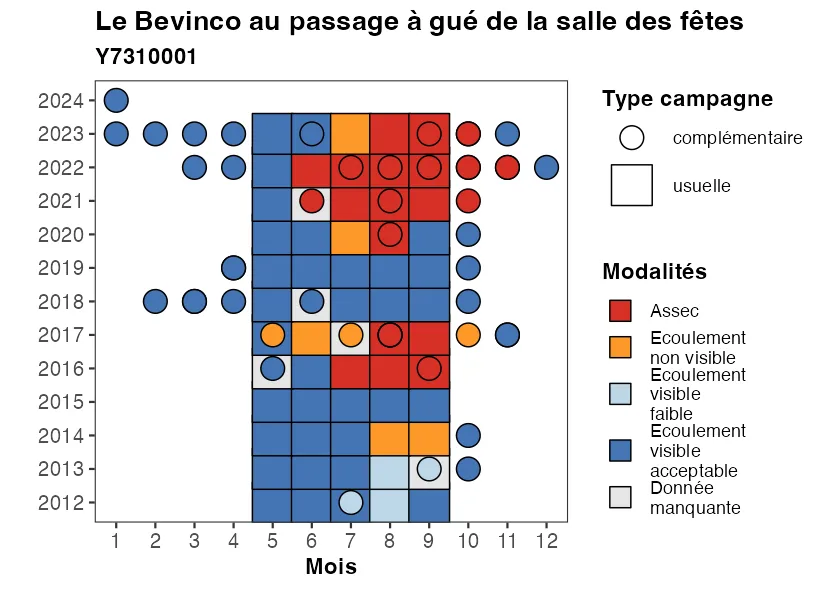 Le Bevinco au passage à gué de la salle des fêtes
Y7310001
2024
2023
2022
2021
2020
2019
2018
2017
2016
2015
2014
2013
2012
1 2 3 4 5 6 7 8 9 10 11 12
Mois
Type campagne
complémentaire
usuelle
Modalités
Assec
Ecoulement
non visible
Ecoulement
visible
faible
Ecoulement
visible
acceptable
Donnée
manquante